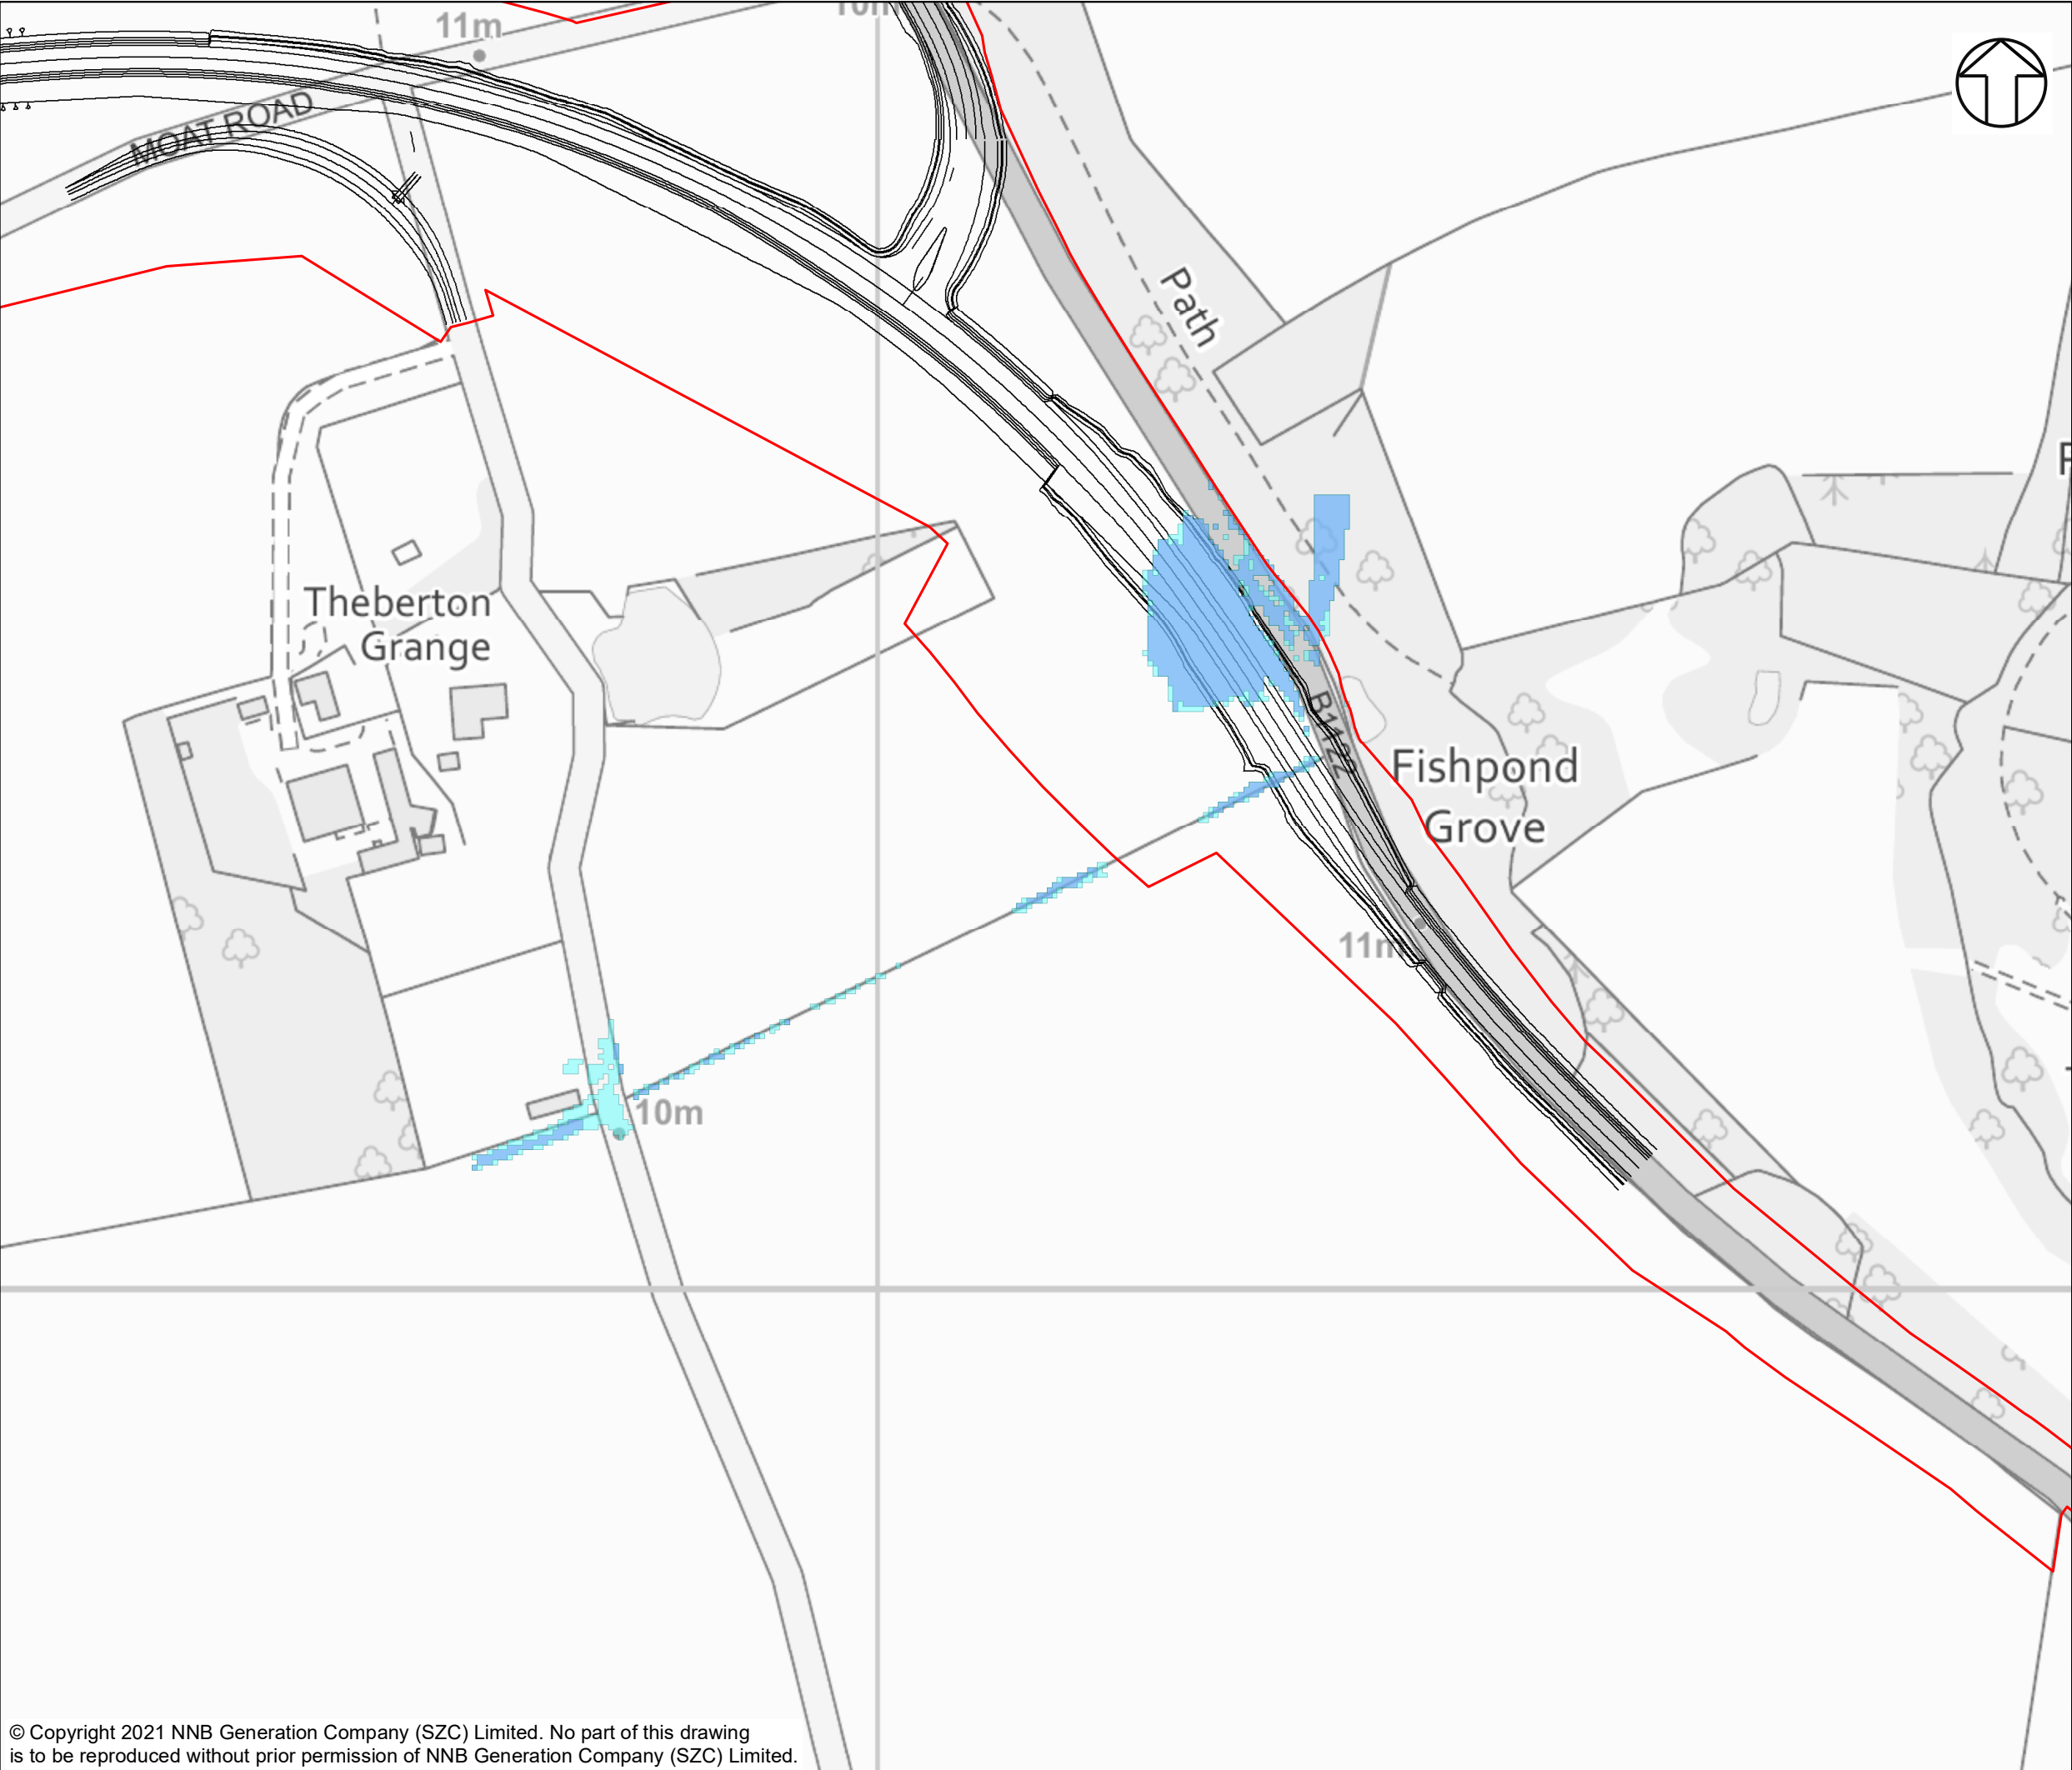 11m
10m
MOAT ROAD
Path
Theberton
Grange
B1122
Fishpond
Grove
11m
10m
© Copyright 2021 NNB Generation Company (SZC) Limited. No part of this drawing
is to be reproduced without prior permission of NNB Generation Company (SZC) Limited.